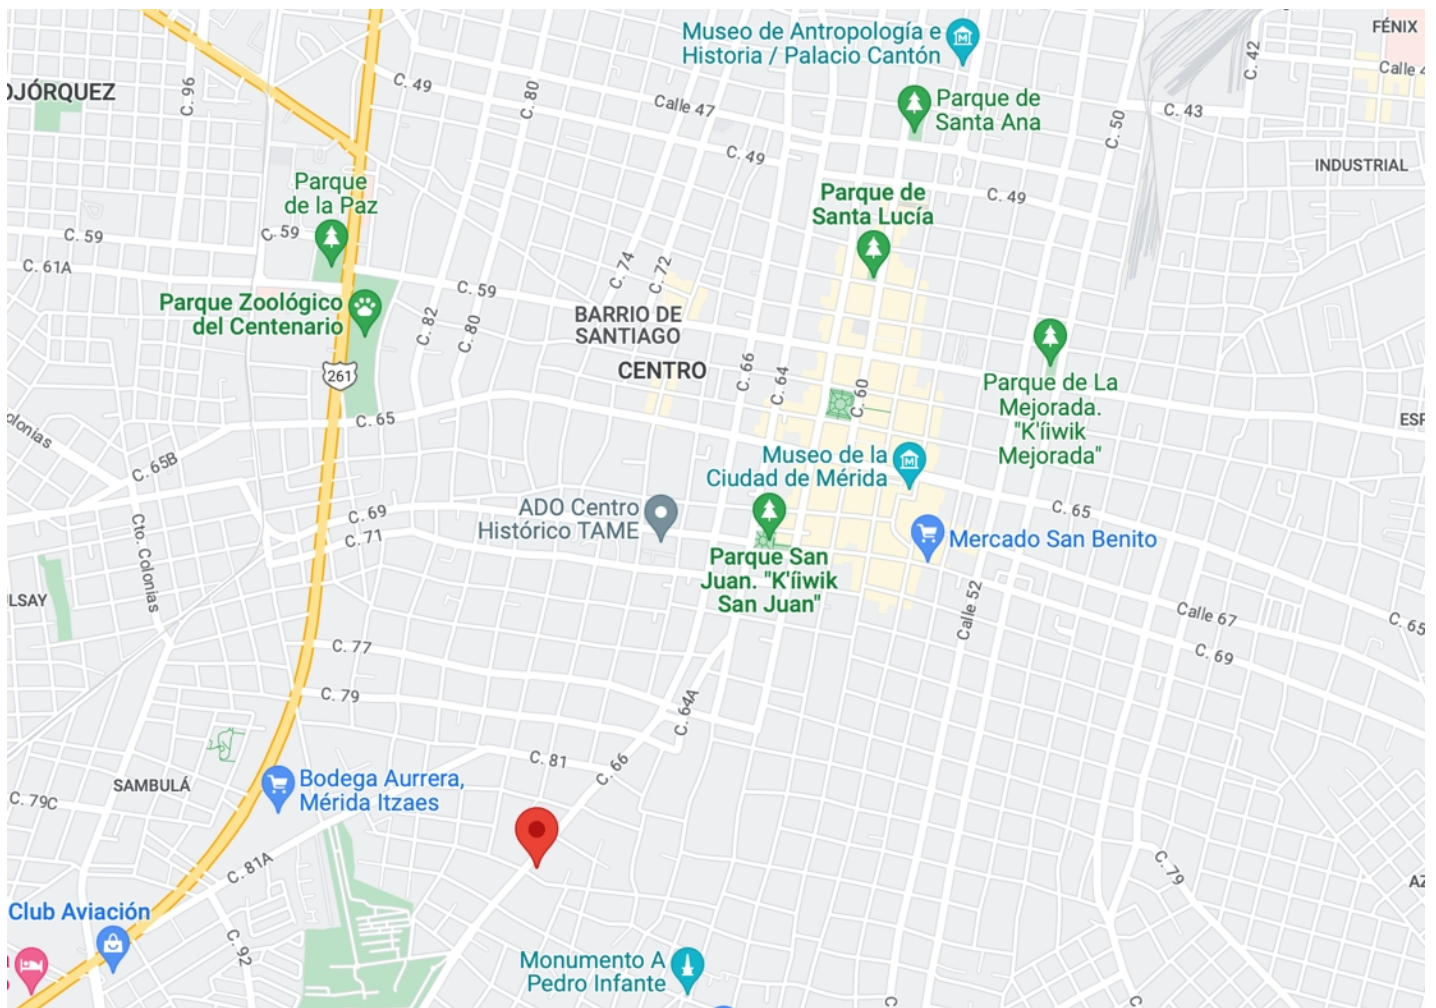 Museo de Antropología e
Historia / Palacio Cantón
FÉNIX
C. 42
Calle 4
C. 49
C. 80
C. 96
OJÓRQUEZ
Calle 47
Parque de
Santa Ana
C. 50
C. 43
C. 49
INDUSTRIAL
Parque
de la Paz
Parque de
Santa Lucía
C. 49
C. 59
C. 59
C. 61A
C. 74
C. 72
Parque Zoológico
del Centenario
C. 59
C. 82
C. 80
BARRIO DE
SANTIAGO
CENTRO
C. 66
C. 64
C. 60
261
Parque de La
Mejorada.
"K'íiwik
Mejorada"
C. 65
olonias
ESP
C. 65B
Museo de la
Ciudad de Mérida
ADO Centro
Histórico TAME
C. 69
C. 71
C. 65
Mercado San Benito
Cto. Colonias
Parque San
Juan. "K'íiwik
San Juan"
ULSAY
Calle 52
Calle 67
C. 65
C. 69
C. 77
C. 79
C. 64A
C. 81
C. 66
SAMBULÁ
Bodega Aurrera,
Mérida Itzaes
C. 79C
C. 81A
C. 79
AZ
Club Aviación
C. 92
Monumento A
Pedro Infante
C
C